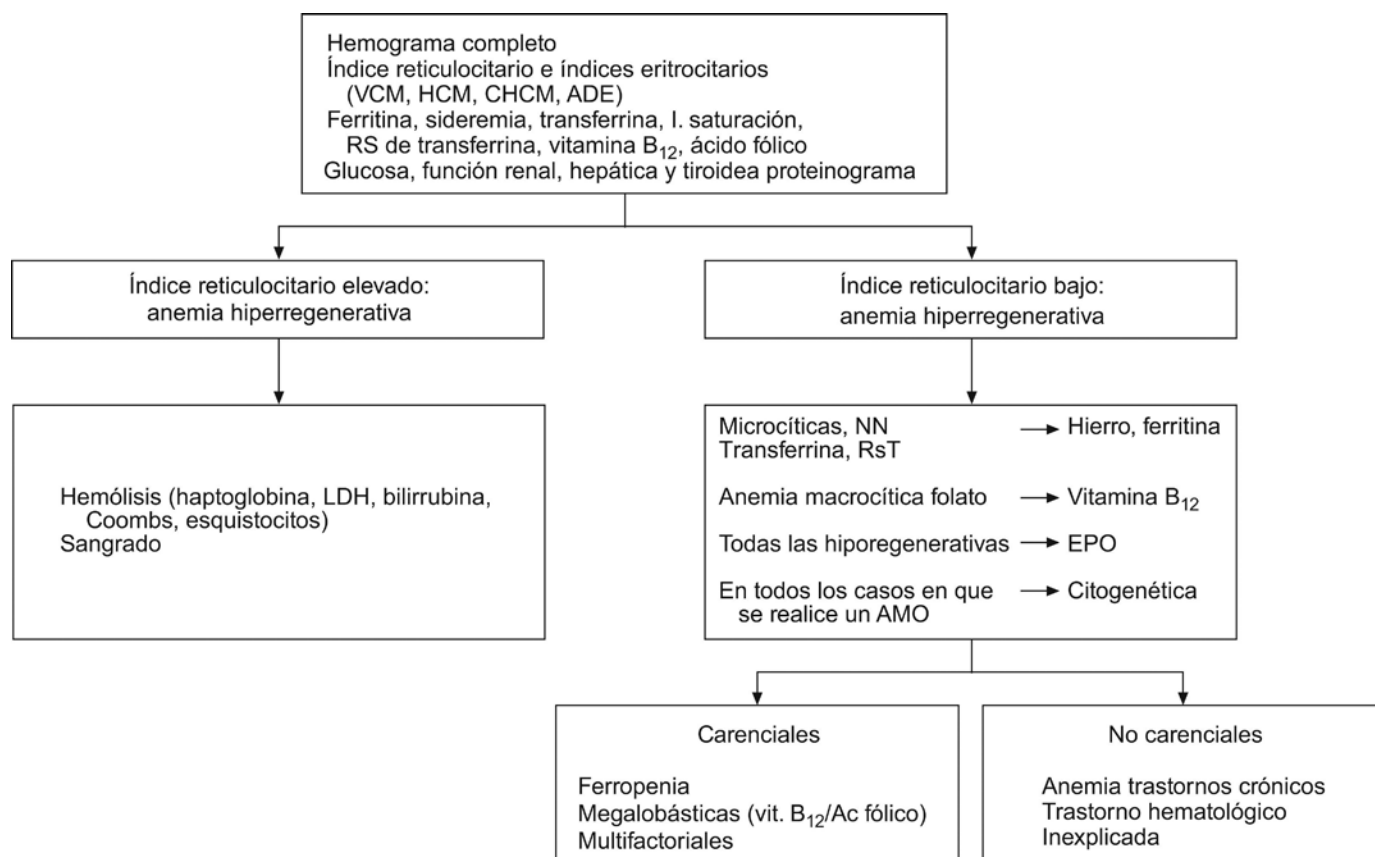 Hemograma completo
Índice reticulocitario e índices eritrocitarios
(VCM, HCM, CHCM, ADE)
Ferritina, sideremia, transferrina, I. saturación,
RS de transferrina, vitamina B12, ácido fólico
Glucosa, función renal, hepática y tiroidea proteinograma
Índice reticulocitario elevado:
anemia hiperregenerativa
Índice reticulocitario bajo:
anemia hiperregenerativa
Hemólisis (haptoglobina, LDH, bilirrubina,
Coombs, esquistocitos)
Sangrado
Microcíticas, NN → Hierro, ferritina
Transferrina, RsT
Anemia macrocítica folato → Vitamina B12
Todas las hiporegenerativas → EPO
En todos los casos en que → Citogenética
se realice un AMO
Carenciales
Ferropenia
Megalobásticas (vit. B12/Ac fólico)
Multifactoriales
No carenciales
Anemia trastornos crónicos
Trastorno hematológico
Inexplicada